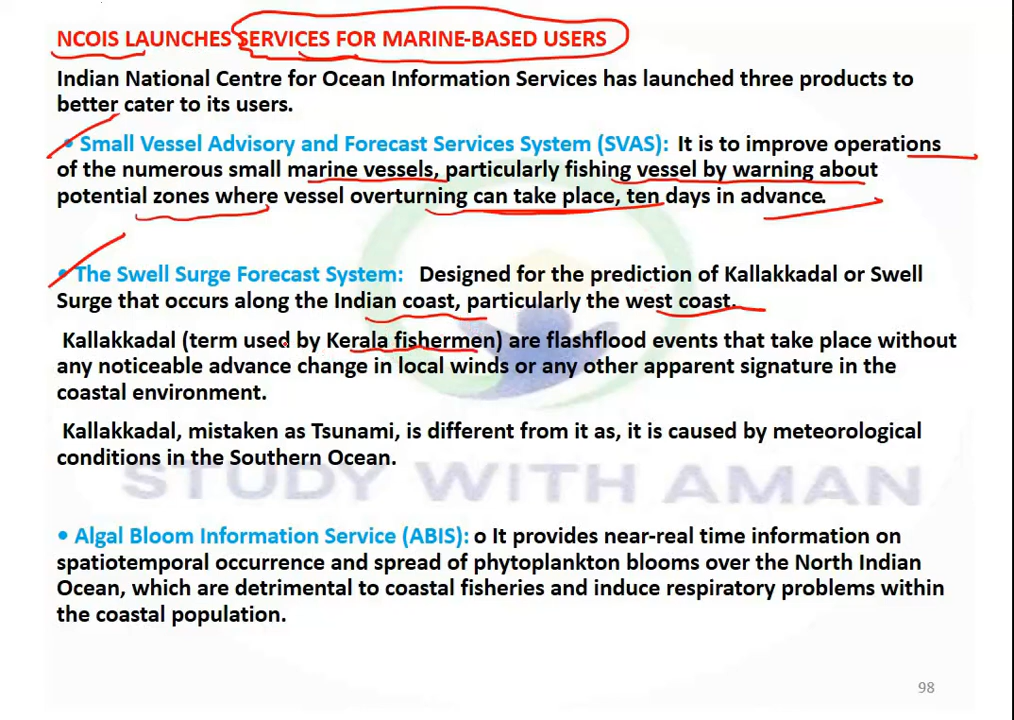 NCOIS LAUNCHES SERVICES FOR MARINE-BASED USERS
Indian National Centre for Ocean Information Services has launched three products to
better cater to its users.
• Small Vessel Advisory and Forecast Services System (SVAS): It is to improve operations
of the numerous small marine vessels, particularly fishing vessel by warning about
potential zones where vessel overturning can take place, ten days in advance.
• The Swell Surge Forecast System: Designed for the prediction of Kallakkadal or Swell
Surge that occurs along the Indian coast, particularly the west coast.
Kallakkadal (term used by Kerala fishermen) are flashflood events that take place without
any noticeable advance change in local winds or any other apparent signature in the
coastal environment.
Kallakkadal, mistaken as Tsunami, is different from it as, it is caused by meteorological
conditions in the Southern Ocean.
STUDY WITH AMAN
• Algal Bloom Information Service (ABIS): o It provides near-real time information on
spatiotemporal occurrence and spread of phytoplankton blooms over the North Indian
Ocean, which are detrimental to coastal fisheries and induce respiratory problems within
the coastal population.
98